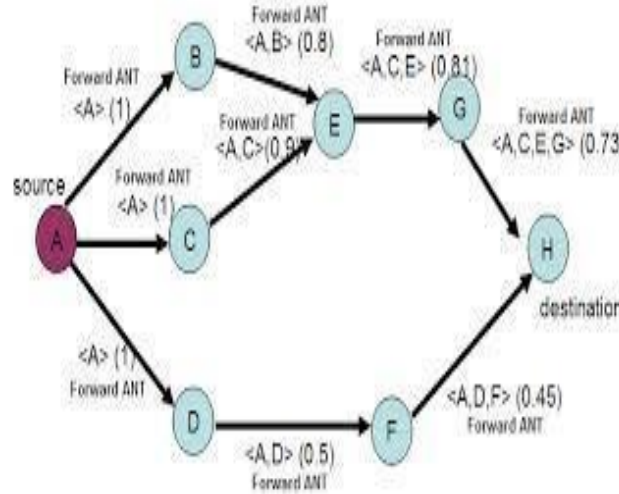 Forward ANT
<A,B> (0.8)
Forward ANT
<A,C,E> (0.81)
B
Forward ANT
<A> (1)
G
Forward ANT
<A,C>(0.9)
E
Forward ANT
<A,C,E,G> (0.73
Forward ANT
<A> (1)
source
A
C
H
destination
<A> (1)
Forward ANT
<A,D,F> (0.45)
Forward ANT
D
F
<A,D> (0.5)
Forward ANT